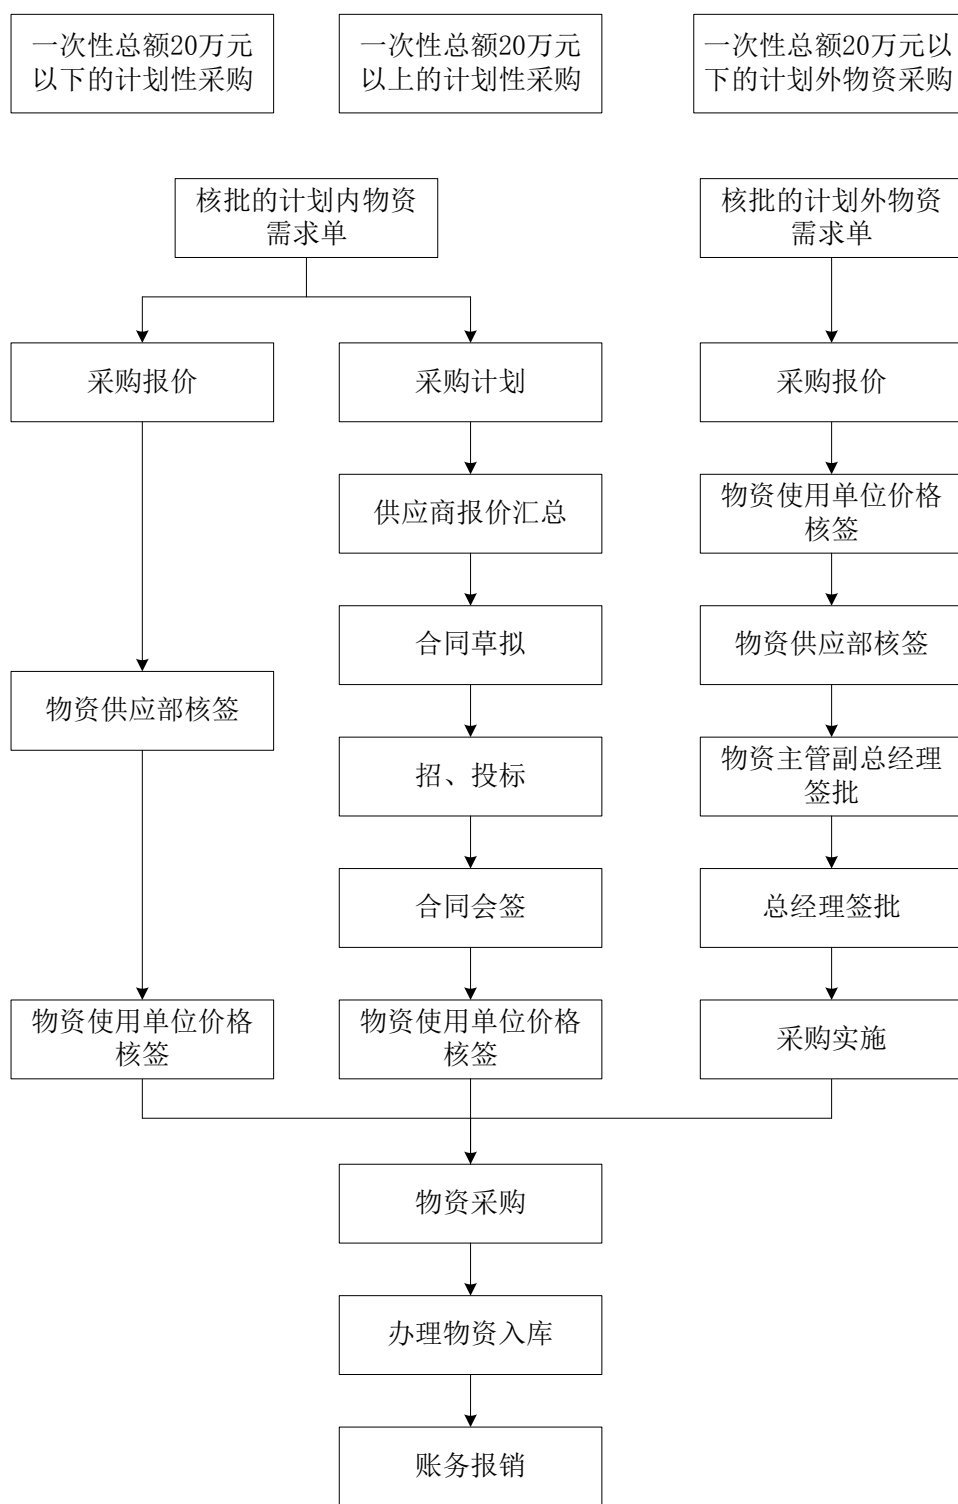 一次性总额20万元
以下的计划性采购
一次性总额20万元
以上的计划性采购
一次性总额20万元以
下的计划外物资采购
核批的计划内物资
需求单
核批的计划外物资
需求单
采购报价
采购计划
采购报价
供应商报价汇总
物资使用单位价格
核签
合同草拟
物资供应部核签
物资供应部核签
招、投标
物资主管副总经理
签批
合同会签
总经理签批
物资使用单位价格
核签
物资使用单位价格
核签
采购实施
物资采购
办理物资入库
账务报销